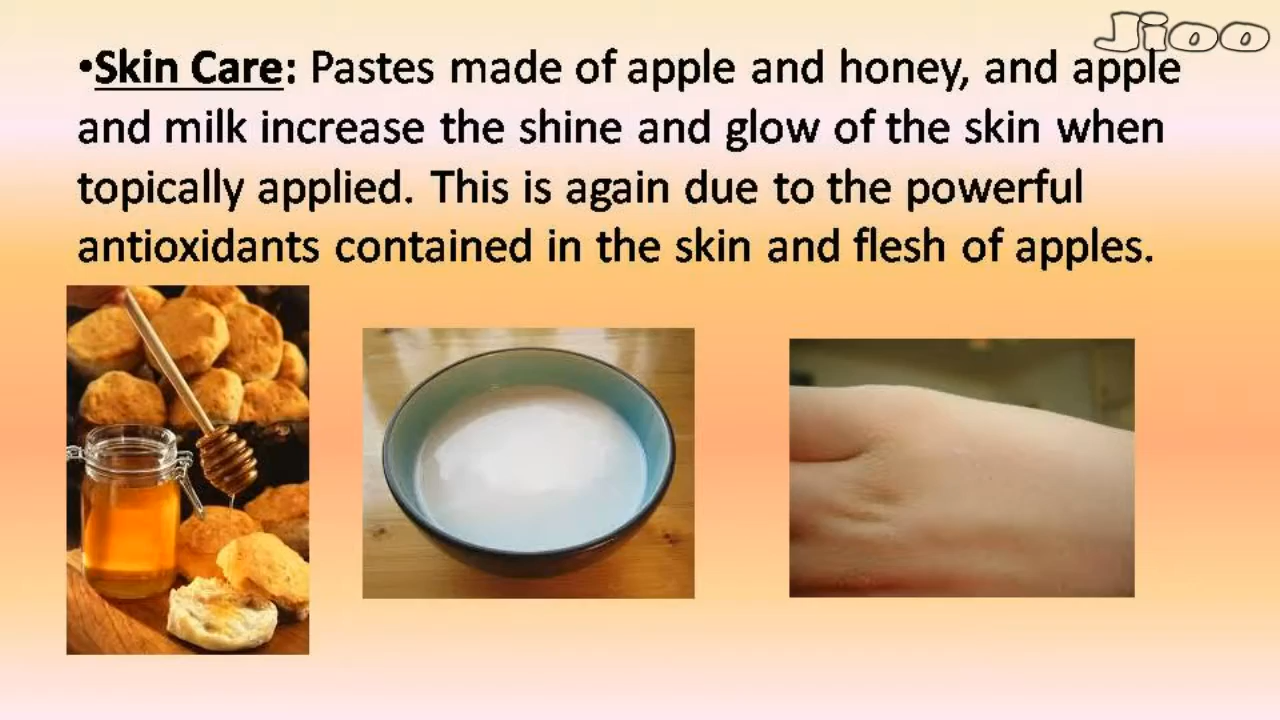 Jioo
•Skin Care: Pastes made of apple and honey, and apple
and milk increase the shine and glow of the skin when
topically applied. This is again due to the powerful
antioxidants contained in the skin and flesh of apples.